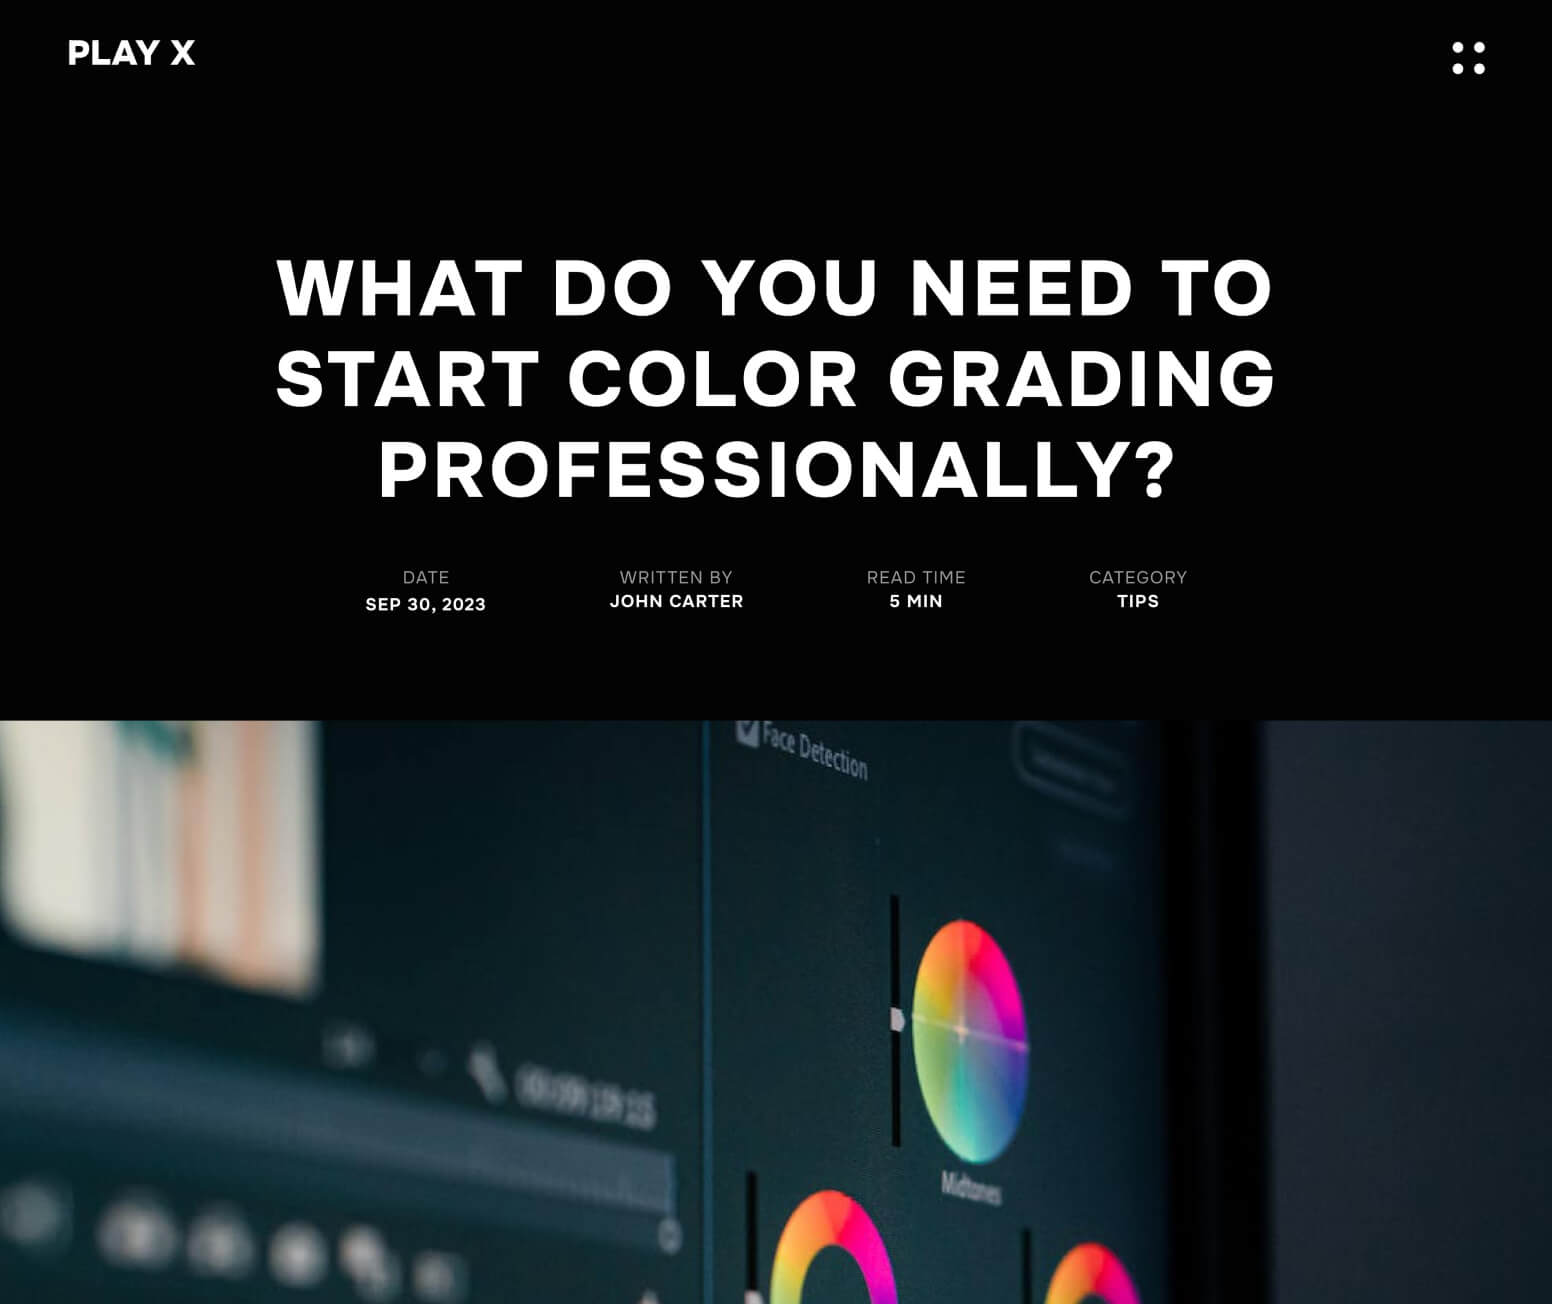 PLAY X
WHAT DO YOU NEED TO
START COLOR GRADING
PROFESSIONALLY?
DATE
SEP 30, 2023
WRITTEN BY
JOHN CARTER
READ TIME
5 MIN
CATEGORY
TIPS
Face Detection
Midtones